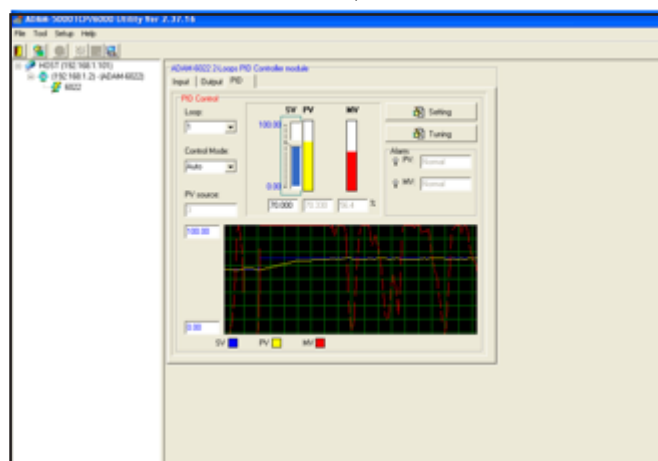 ADAM-5000TCP/6000 Utility Ver 2.37.16
File Tool Setup Help
HOST (192.168.1.101)
(192.168.1.2) -(ADAM-6022)
6022
ADAM-6022 2 Loops PID Controller module
Input Output PID
PID Control
Loop:
1
Control Mode:
Auto
PV source:
SV PV MV
100.00
0.00
70.000
%
Setting
Tuning
Alarm
PV: Normal
MV: Normal
100.00
0.00
SV PV MV